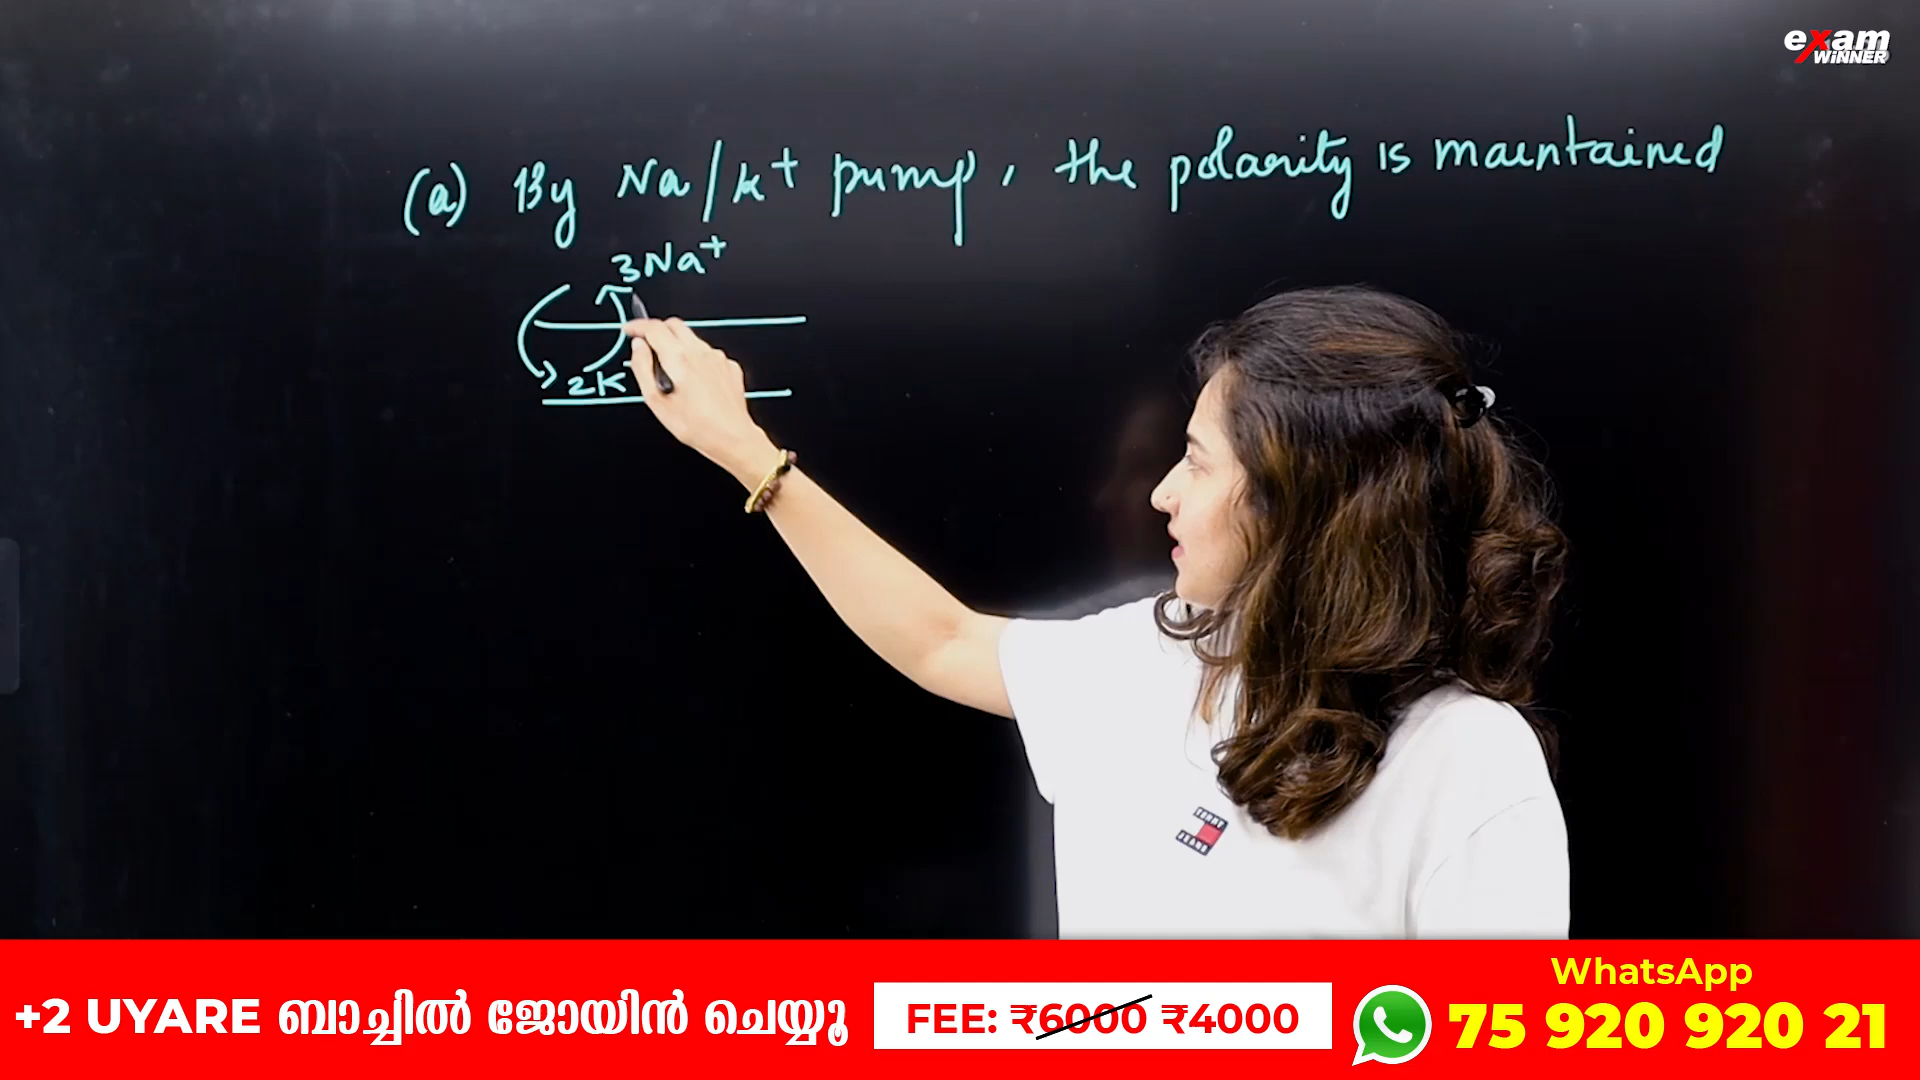 exam
WiNNER
(a) By Na/k+ pump, the polarity is maintained
3Na+
2K
+2 UYARE ബാച്ചിൽ ജോയിൻ ചെയ്യൂ
FEE: ₹6000 ₹4000
WhatsApp
75 920 920 21